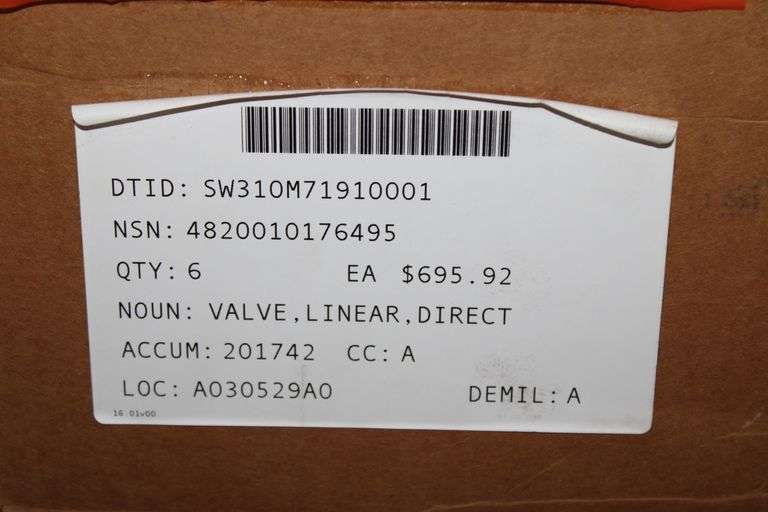 DTID: SW310M71910001
NSN: 4820010176495
QTY: 6 EA $695.92
NOUN: VALVE,LINEAR,DIRECT
ACCUM: 201742 CC: A
LOC: A030529A0 DEMIL: A
16 01v00